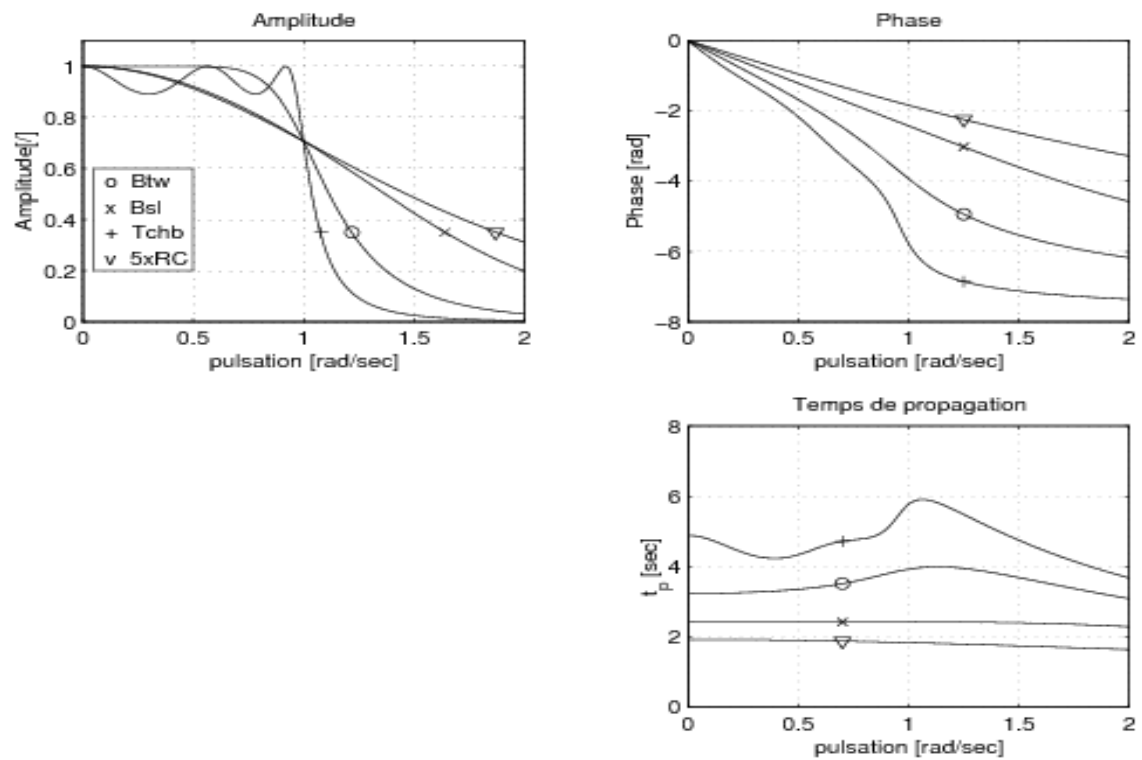 Amplitude
Amplitude[/]
1
0.8
0.6
0.4
0.2
0
o Btw
x Bsl
+ Tchb
v 5xRC
0 0.5 1 1.5 2
pulsation [rad/sec]
Phase
Phase [rad]
0
−2
−4
−6
−8
0 0.5 1 1.5 2
pulsation [rad/sec]
Temps de propagation
t_p [sec]
8
6
4
2
0
0 0.5 1 1.5 2
pulsation [rad/sec]